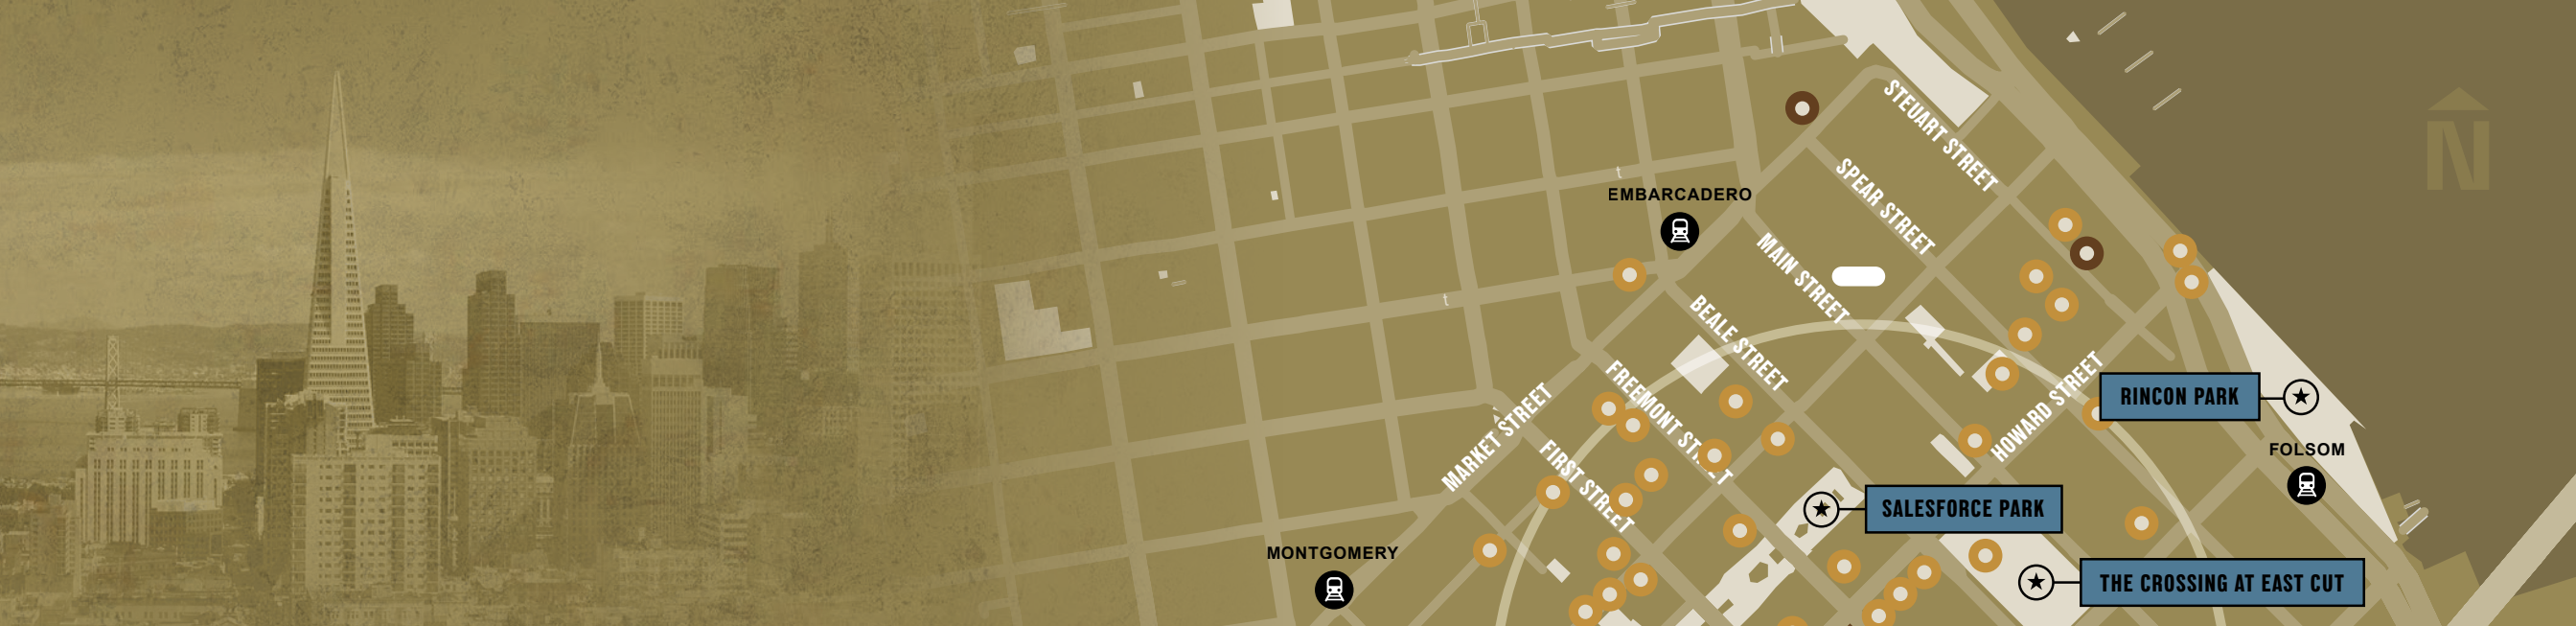 STEUART STREET
SPEAR STREET
EMBARCADERO
MAIN STREET
BEALE STREET
N
FREEMONT STREET
HOWARD STREET
MARKET STREET
FIRST STREET
RINCON PARK
FOLSOM
SALESFORCE PARK
MONTGOMERY
THE CROSSING AT EAST CUT
t
t